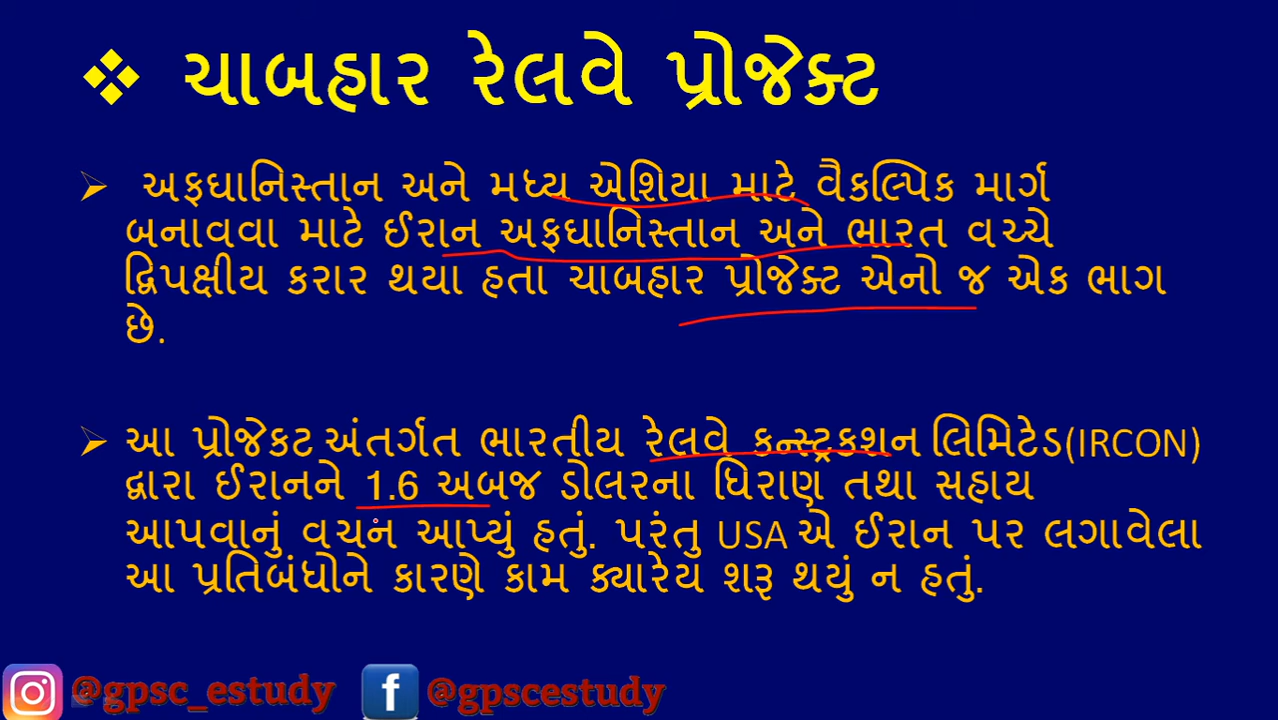 ❖ ચાબહાર રેલવે પ્રોજેક્ટ
➢ અફઘાનિસ્તાન અને મધ્ય એશિયા માટે વૈકલ્પિક માર્ગ
બનાવવા માટે ઈરાન અફઘાનિસ્તાન અને ભારત વચ્ચે
દ્વિપક્ષીય કરાર થયા હતા ચાબહાર પ્રોજેક્ટ એનો જ એક ભાગ
છે.
➢ આ પ્રોજેકટ અંતર્ગત ભારતીય રેલવે કન્સ્ટ્રકશન લિમિટેડ(IRCON)
દ્વારા ઈરાનને 1.6 અબજ ડોલરના ધિરાણ તથા સહાય
આપવાનું વચન આપ્યું હતું. પરંતુ USA એ ઈરાન પર લગાવેલા
આ પ્રતિબંધોને કારણે કામ ક્યારેય શરૂ થયું ન હતું.
@gpsc_estudy f @gpscestudy